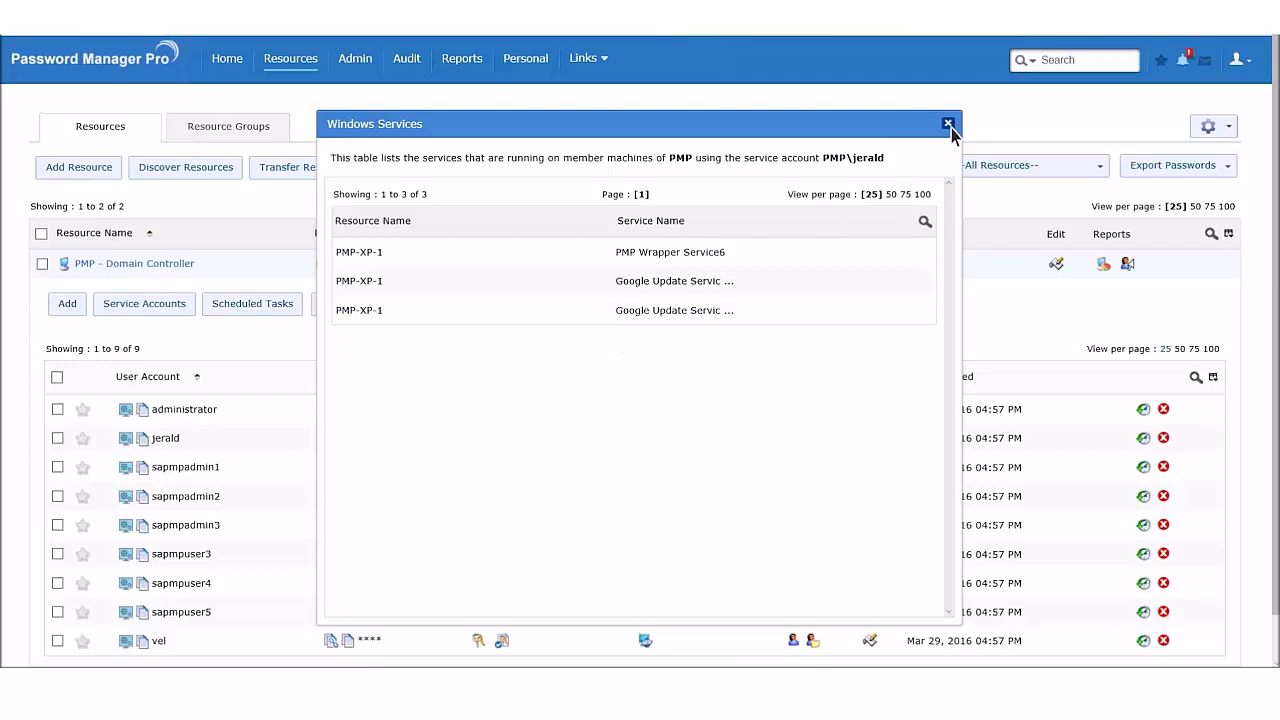 Password Manager Pro
Home Resources Admin Audit Reports Personal Links
Search
Resources Resource Groups
Add Resource Discover Resources Transfer Re
All Resources-- Export Passwords
Showing : 1 to 2 of 2
View per page : [25] 50 75 100
Resource Name
Edit Reports
PMP - Domain Controller
Add Service Accounts Scheduled Tasks
Showing : 1 to 9 of 9
View per page : 25 50 75 100
User Account
ed
administrator 16 04:57 PM
jerald 16 04:57 PM
sapmpadmin1 16 04:57 PM
sapmpadmin2 16 04:57 PM
sapmpadmin3 16 04:57 PM
sapmpuser3 16 04:57 PM
sapmpuser4 16 04:57 PM
sapmpuser5 16 04:57 PM
vel **** Mar 29, 2016 04:57 PM
Windows Services
This table lists the services that are running on member machines of PMP using the service account PMP\jerald
Showing : 1 to 3 of 3 Page : [1] View per page : [25] 50 75 100
Resource Name Service Name
PMP-XP-1 PMP Wrapper Service6
PMP-XP-1 Google Update Servic ...
PMP-XP-1 Google Update Servic ...